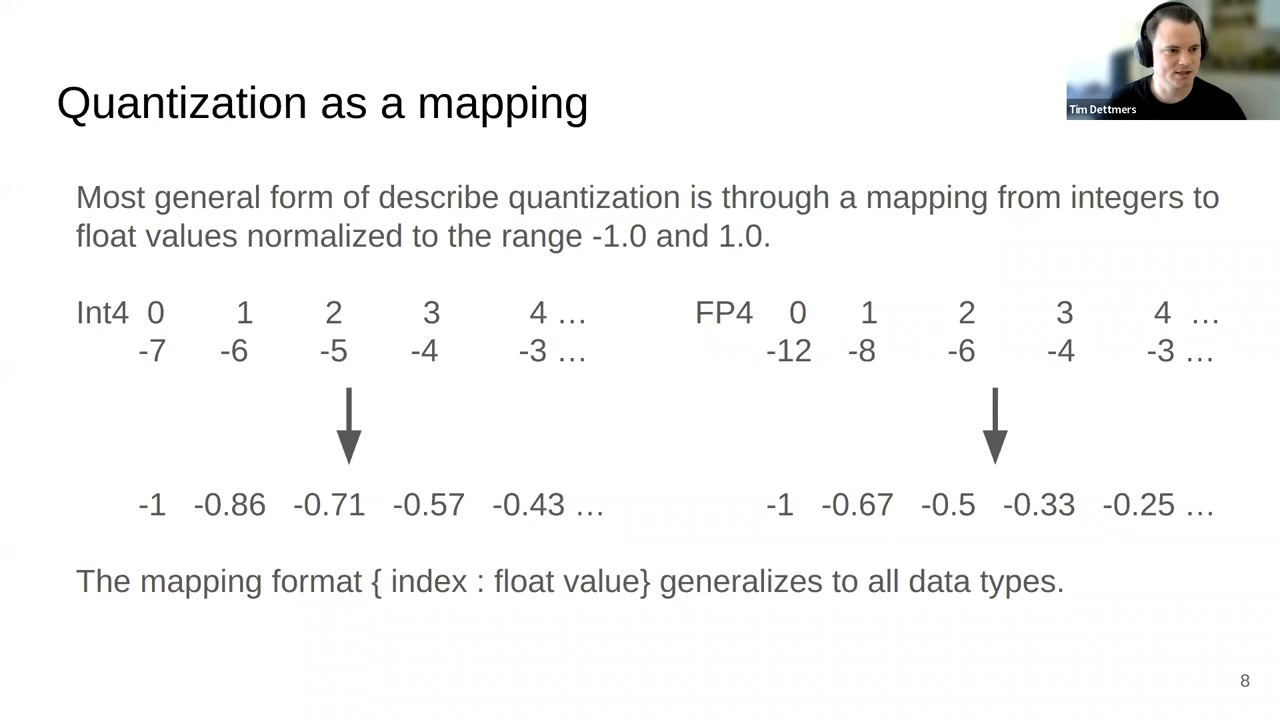 Tim Dettmers
Quantization as a mapping
Most general form of describe quantization is through a mapping from integers to
float values normalized to the range -1.0 and 1.0.
Int4 0 1 2 3 4 …
-7 -6 -5 -4 -3 …
-1 -0.86 -0.71 -0.57 -0.43 …
FP4 0 1 2 3 4 …
-12 -8 -6 -4 -3 …
-1 -0.67 -0.5 -0.33 -0.25 …
The mapping format { index : float value} generalizes to all data types.
8